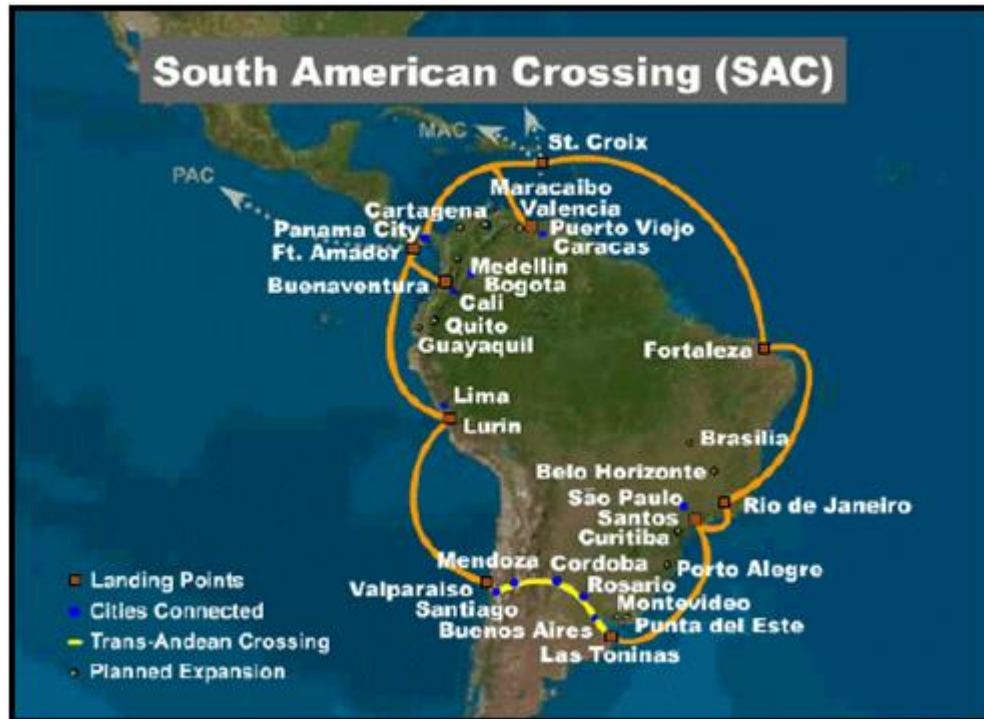 South American Crossing (SAC)
MAC
St. Croix
PAC
Maracaibo
Cartagena
Valencia
Panama City
Puerto Viejo
Ft. Amador
Caracas
Medellin
Buenaventura
Bogota
Cali
Quito
Guayaquil
Fortaleza
Lima
Lurin
Brasilia
Belo Horizonte
São Paulo
Rio de Janeiro
Santos
Curitiba
Mendoza
Cordoba
Porto Alegre
Valparaiso
Rosario
Santiago
Montevideo
Buenos Aires
Punta del Este
Las Toninas
Landing Points
Cities Connected
Trans-Andean Crossing
Planned Expansion